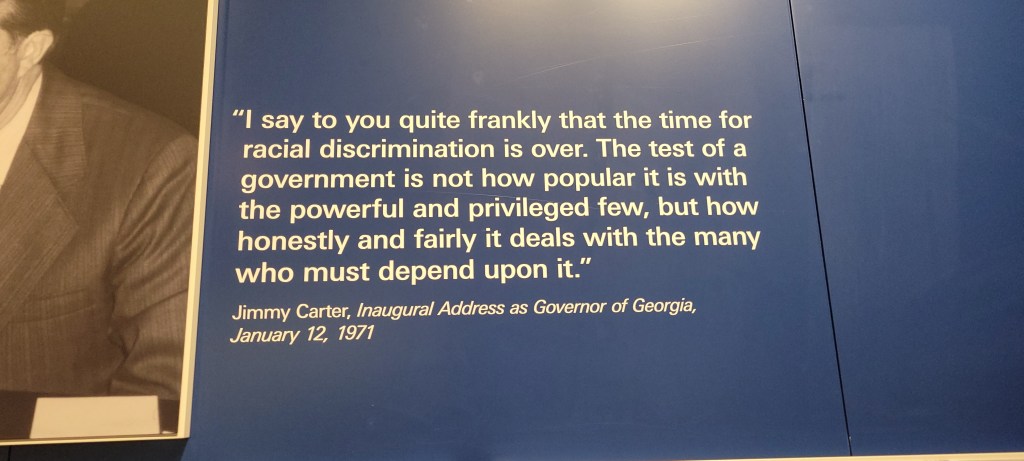 “I say to you quite frankly that the time for
racial discrimination is over. The test of a
government is not how popular it is with
the powerful and privileged few, but how
honestly and fairly it deals with the many
who must depend upon it.”
Jimmy Carter, Inaugural Address as Governor of Georgia,
January 12, 1971